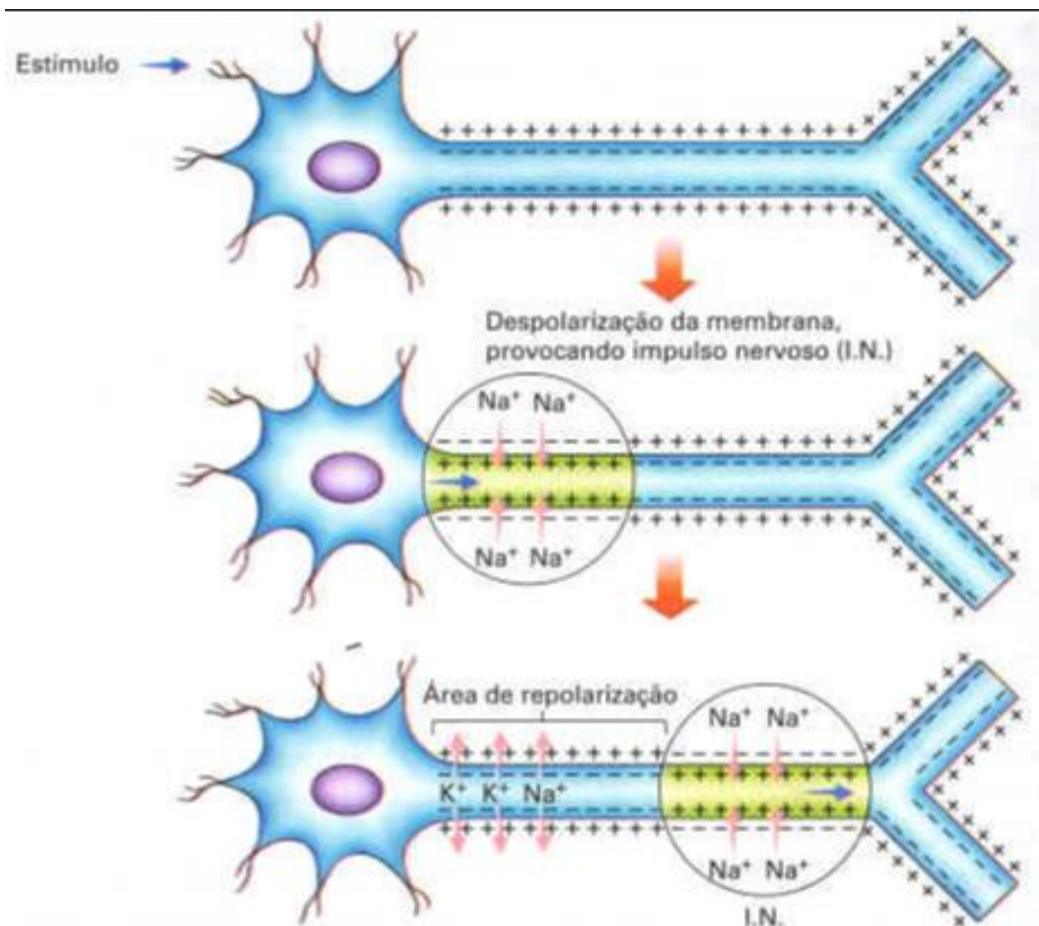 Estímulo
Despolarização da membrana,
provocando impulso nervoso (I.N.)
Na⁺ Na⁺
Na⁺ Na⁺
Área de repolarização
Na⁺ Na⁺
K⁺ K⁺ Na⁺
Na⁺ Na⁺
I.N.